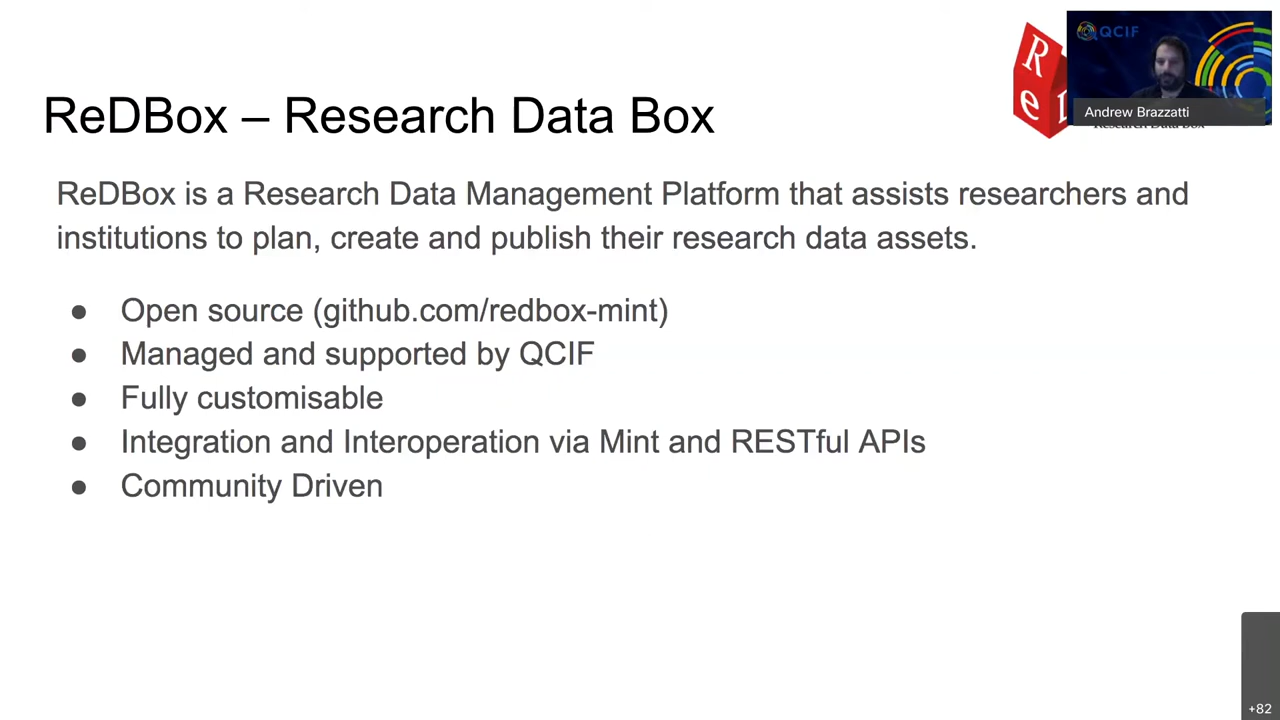 ReDBox – Research Data Box
R
e
QCIF
Andrew Brazzatti
ReDBox is a Research Data Management Platform that assists researchers and
institutions to plan, create and publish their research data assets.
● Open source (github.com/redbox-mint)
● Managed and supported by QCIF
● Fully customisable
● Integration and Interoperation via Mint and RESTful APIs
● Community Driven
+82